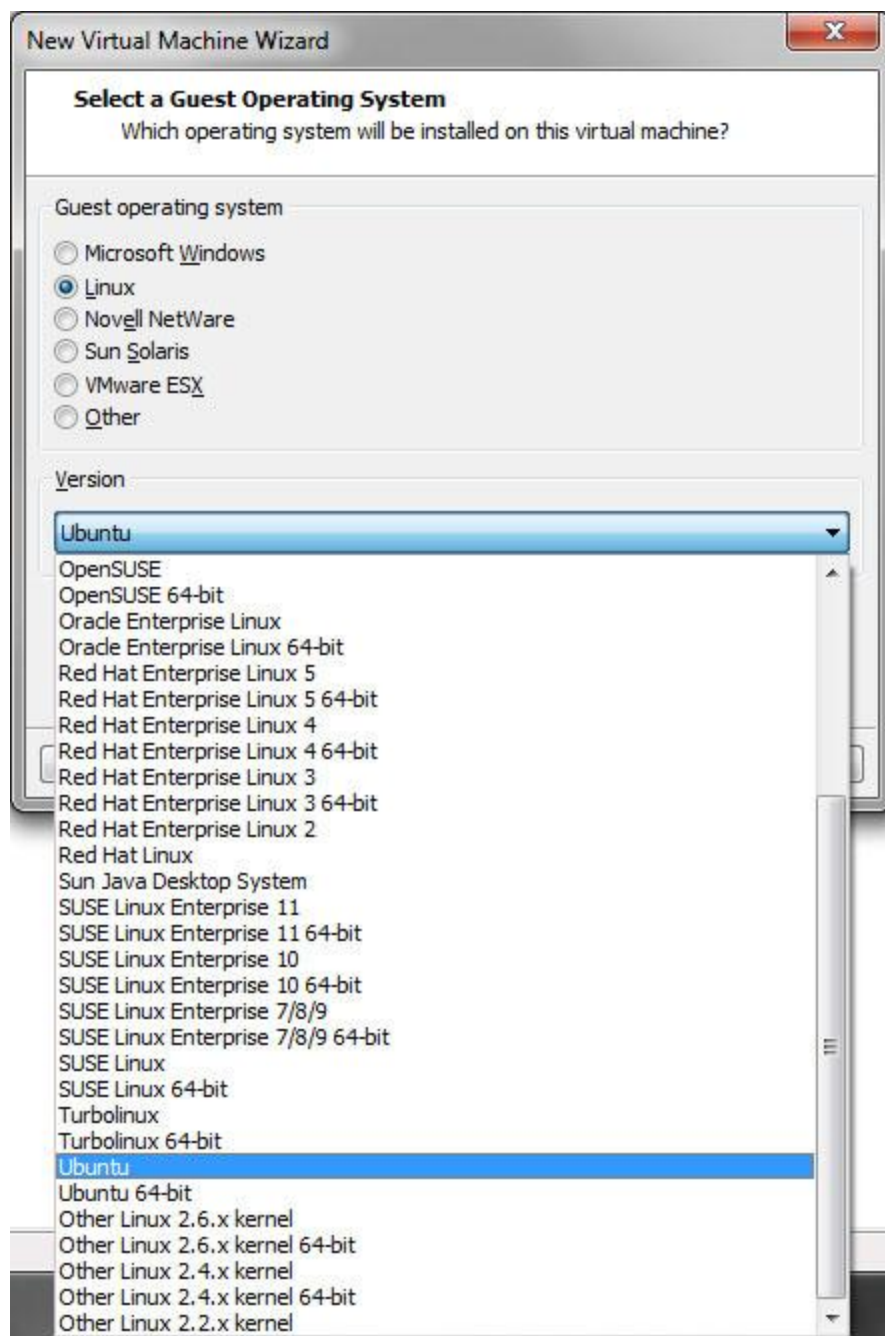 New Virtual Machine Wizard
Select a Guest Operating System
Which operating system will be installed on this virtual machine?
Guest operating system
Microsoft Windows
Linux
Novell NetWare
Sun Solaris
VMware ESX
Other
Version
Ubuntu
OpenSUSE
OpenSUSE 64-bit
Oracle Enterprise Linux
Oracle Enterprise Linux 64-bit
Red Hat Enterprise Linux 5
Red Hat Enterprise Linux 5 64-bit
Red Hat Enterprise Linux 4
Red Hat Enterprise Linux 4 64-bit
Red Hat Enterprise Linux 3
Red Hat Enterprise Linux 3 64-bit
Red Hat Enterprise Linux 2
Red Hat Linux
Sun Java Desktop System
SUSE Linux Enterprise 11
SUSE Linux Enterprise 11 64-bit
SUSE Linux Enterprise 10
SUSE Linux Enterprise 10 64-bit
SUSE Linux Enterprise 7/8/9
SUSE Linux Enterprise 7/8/9 64-bit
SUSE Linux
SUSE Linux 64-bit
Turbolinux
Turbolinux 64-bit
Ubuntu
Ubuntu 64-bit
Other Linux 2.6.x kernel
Other Linux 2.6.x kernel 64-bit
Other Linux 2.4.x kernel
Other Linux 2.4.x kernel 64-bit
Other Linux 2.2.x kernel